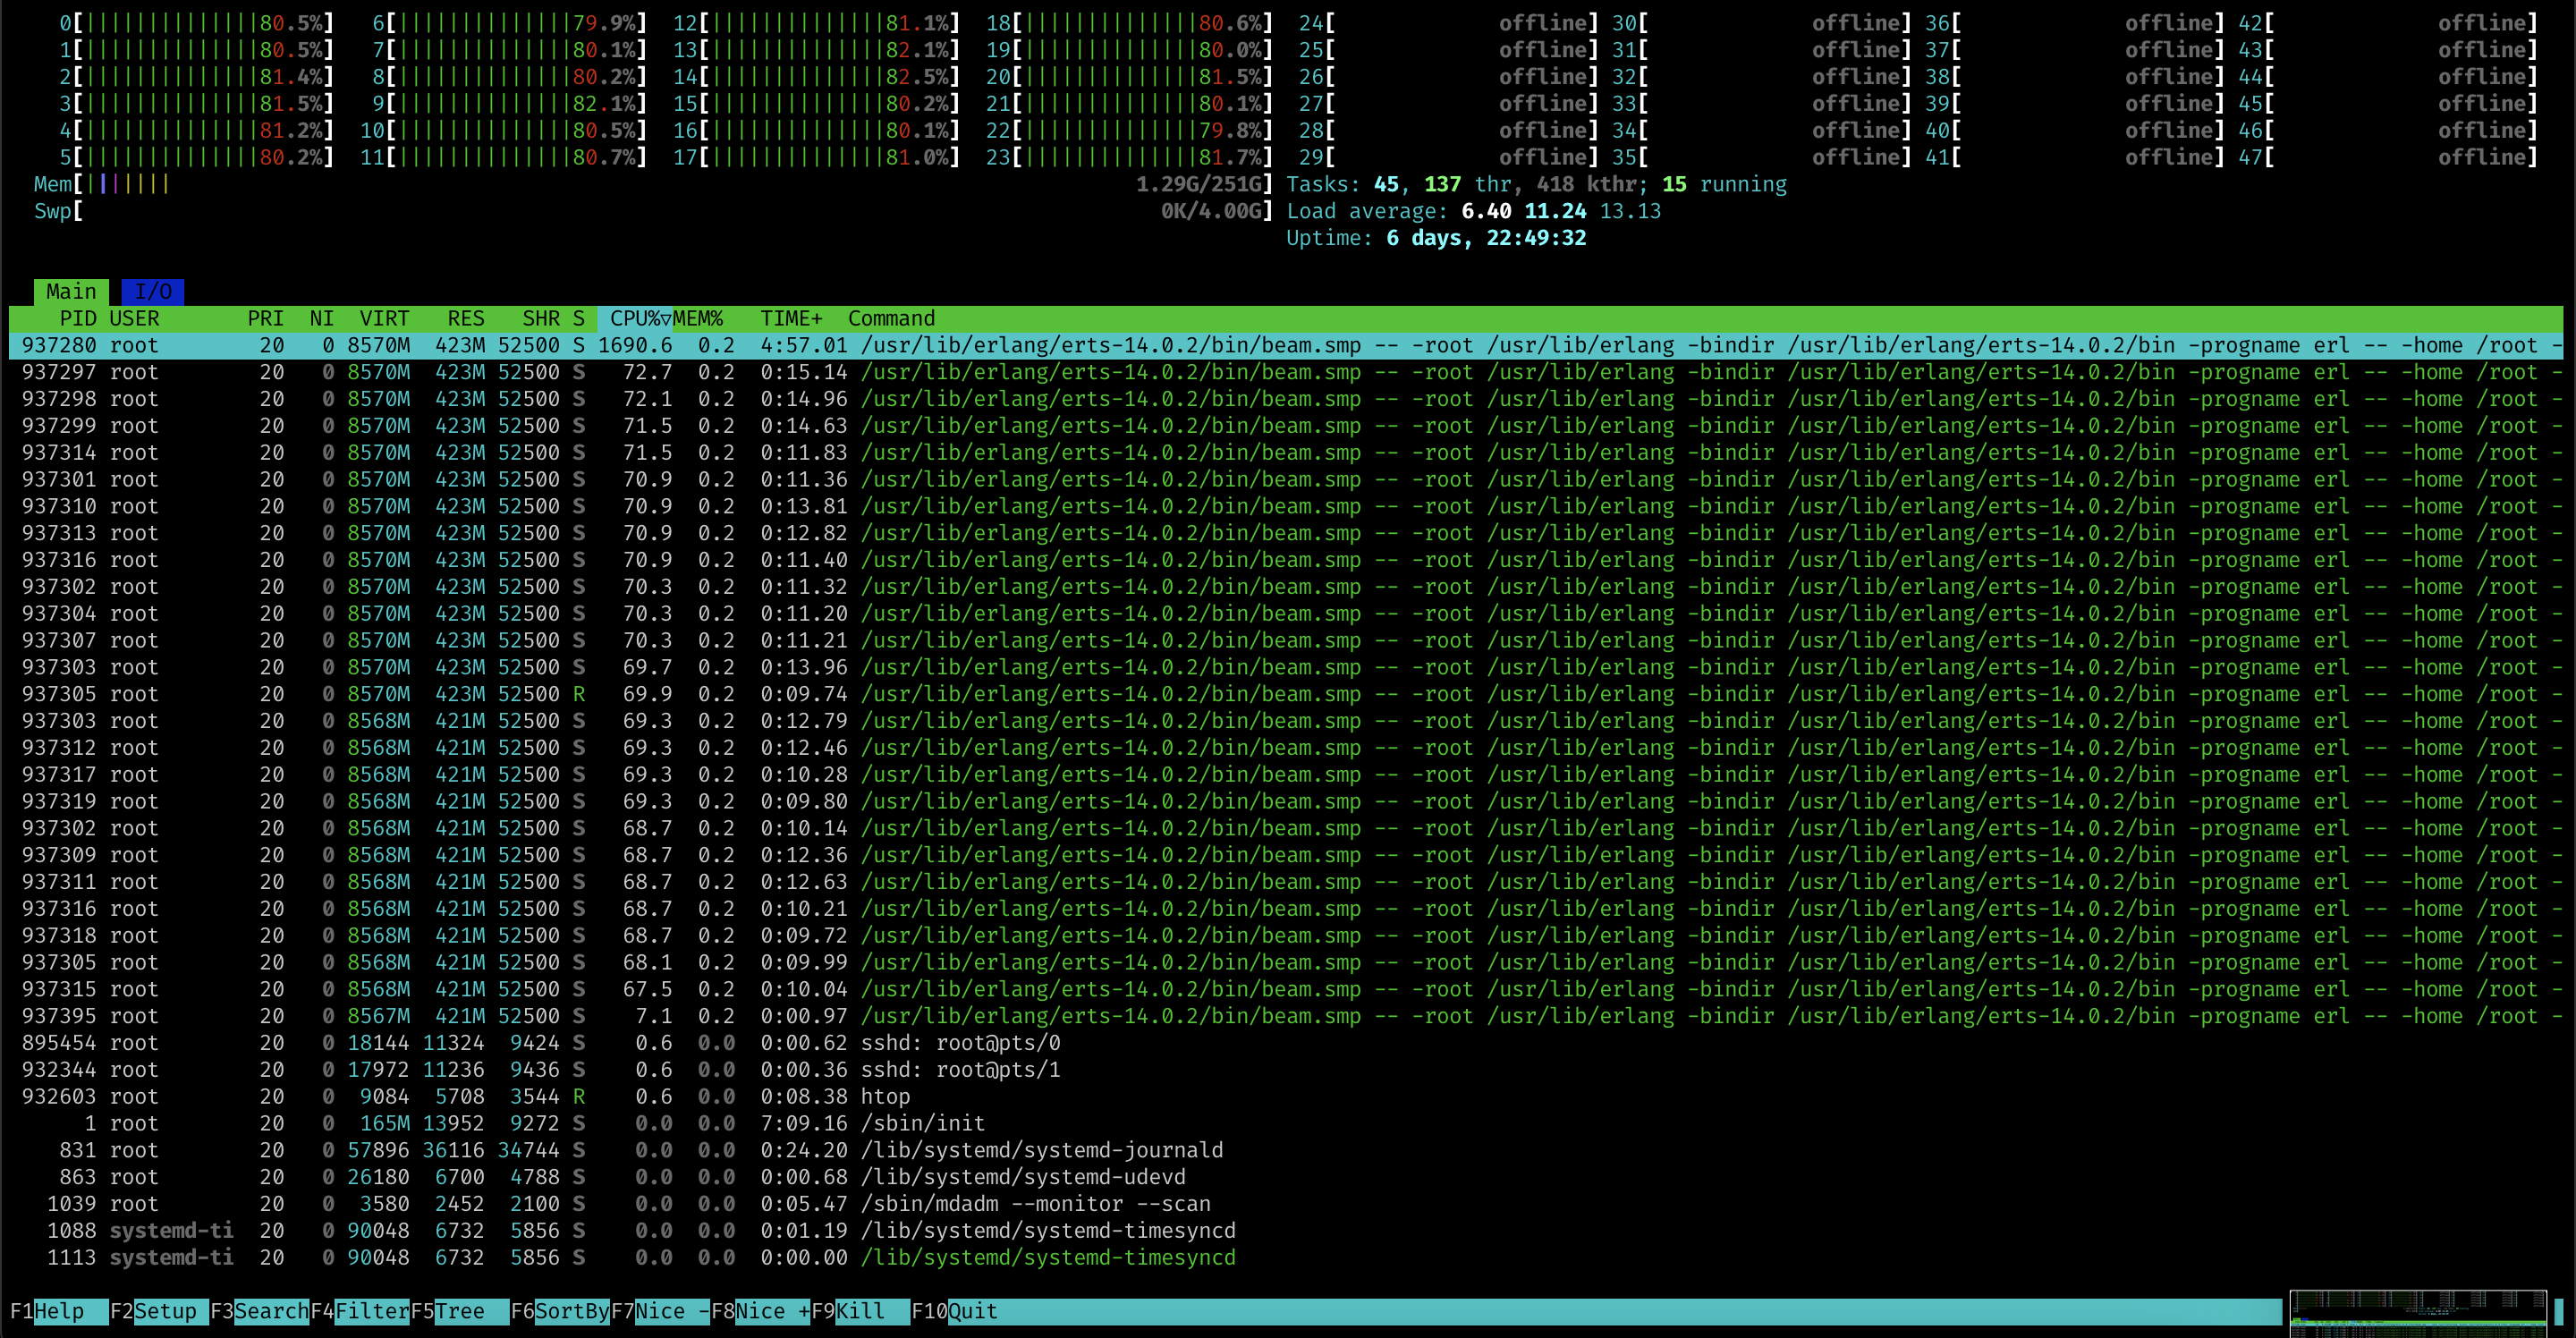 0[||||||||||||||80.5%] 6[||||||||||||||79.9%] 12[||||||||||||||81.1%] 18[||||||||||||||80.6%] 24[ offline] 30[ offline] 36[ offline] 42[ offline]
1[||||||||||||||80.5%] 7[||||||||||||||80.1%] 13[||||||||||||||82.1%] 19[||||||||||||||80.0%] 25[ offline] 31[ offline] 37[ offline] 43[ offline]
2[||||||||||||||81.4%] 8[||||||||||||||80.2%] 14[||||||||||||||82.5%] 20[||||||||||||||81.5%] 26[ offline] 32[ offline] 38[ offline] 44[ offline]
3[||||||||||||||81.5%] 9[||||||||||||||82.1%] 15[||||||||||||||80.2%] 21[||||||||||||||80.1%] 27[ offline] 33[ offline] 39[ offline] 45[ offline]
4[||||||||||||||81.2%] 10[||||||||||||||80.5%] 16[||||||||||||||80.1%] 22[||||||||||||||79.8%] 28[ offline] 34[ offline] 40[ offline] 46[ offline]
5[||||||||||||||80.2%] 11[||||||||||||||80.7%] 17[||||||||||||||81.0%] 23[||||||||||||||81.7%] 29[ offline] 35[ offline] 41[ offline] 47[ offline]
Mem[||||||| 1.29G/251G] Tasks: 45, 137 thr, 418 kthr; 15 running
Swp[ 0K/4.00G] Load average: 6.40 11.24 13.13
Uptime: 6 days, 22:49:32
Main I/O
PID USER PRI NI VIRT RES SHR S CPU%▽MEM% TIME+ Command
937280 root 20 0 8570M 423M 52500 S 1690.6 0.2 4:57.01 /usr/lib/erlang/erts-14.0.2/bin/beam.smp -- -root /usr/lib/erlang -bindir /usr/lib/erlang/erts-14.0.2/bin -progname erl -- -home /root -
937297 root 20 0 8570M 423M 52500 S 72.7 0.2 0:15.14 /usr/lib/erlang/erts-14.0.2/bin/beam.smp -- -root /usr/lib/erlang -bindir /usr/lib/erlang/erts-14.0.2/bin -progname erl -- -home /root -
937298 root 20 0 8570M 423M 52500 S 72.1 0.2 0:14.96 /usr/lib/erlang/erts-14.0.2/bin/beam.smp -- -root /usr/lib/erlang -bindir /usr/lib/erlang/erts-14.0.2/bin -progname erl -- -home /root -
937299 root 20 0 8570M 423M 52500 S 71.5 0.2 0:14.63 /usr/lib/erlang/erts-14.0.2/bin/beam.smp -- -root /usr/lib/erlang -bindir /usr/lib/erlang/erts-14.0.2/bin -progname erl -- -home /root -
937314 root 20 0 8570M 423M 52500 S 71.5 0.2 0:11.83 /usr/lib/erlang/erts-14.0.2/bin/beam.smp -- -root /usr/lib/erlang -bindir /usr/lib/erlang/erts-14.0.2/bin -progname erl -- -home /root -
937301 root 20 0 8570M 423M 52500 S 70.9 0.2 0:11.36 /usr/lib/erlang/erts-14.0.2/bin/beam.smp -- -root /usr/lib/erlang -bindir /usr/lib/erlang/erts-14.0.2/bin -progname erl -- -home /root -
937310 root 20 0 8570M 423M 52500 S 70.9 0.2 0:13.81 /usr/lib/erlang/erts-14.0.2/bin/beam.smp -- -root /usr/lib/erlang -bindir /usr/lib/erlang/erts-14.0.2/bin -progname erl -- -home /root -
937313 root 20 0 8570M 423M 52500 S 70.9 0.2 0:12.82 /usr/lib/erlang/erts-14.0.2/bin/beam.smp -- -root /usr/lib/erlang -bindir /usr/lib/erlang/erts-14.0.2/bin -progname erl -- -home /root -
937316 root 20 0 8570M 423M 52500 S 70.9 0.2 0:11.40 /usr/lib/erlang/erts-14.0.2/bin/beam.smp -- -root /usr/lib/erlang -bindir /usr/lib/erlang/erts-14.0.2/bin -progname erl -- -home /root -
937302 root 20 0 8570M 423M 52500 S 70.3 0.2 0:11.32 /usr/lib/erlang/erts-14.0.2/bin/beam.smp -- -root /usr/lib/erlang -bindir /usr/lib/erlang/erts-14.0.2/bin -progname erl -- -home /root -
937304 root 20 0 8570M 423M 52500 S 70.3 0.2 0:11.20 /usr/lib/erlang/erts-14.0.2/bin/beam.smp -- -root /usr/lib/erlang -bindir /usr/lib/erlang/erts-14.0.2/bin -progname erl -- -home /root -
937307 root 20 0 8570M 423M 52500 S 70.3 0.2 0:11.21 /usr/lib/erlang/erts-14.0.2/bin/beam.smp -- -root /usr/lib/erlang -bindir /usr/lib/erlang/erts-14.0.2/bin -progname erl -- -home /root -
937303 root 20 0 8570M 423M 52500 S 69.7 0.2 0:13.96 /usr/lib/erlang/erts-14.0.2/bin/beam.smp -- -root /usr/lib/erlang -bindir /usr/lib/erlang/erts-14.0.2/bin -progname erl -- -home /root -
937305 root 20 0 8570M 423M 52500 R 69.9 0.2 0:09.74 /usr/lib/erlang/erts-14.0.2/bin/beam.smp -- -root /usr/lib/erlang -bindir /usr/lib/erlang/erts-14.0.2/bin -progname erl -- -home /root -
937303 root 20 0 8568M 421M 52500 S 69.3 0.2 0:12.79 /usr/lib/erlang/erts-14.0.2/bin/beam.smp -- -root /usr/lib/erlang -bindir /usr/lib/erlang/erts-14.0.2/bin -progname erl -- -home /root -
937312 root 20 0 8568M 421M 52500 S 69.3 0.2 0:12.46 /usr/lib/erlang/erts-14.0.2/bin/beam.smp -- -root /usr/lib/erlang -bindir /usr/lib/erlang/erts-14.0.2/bin -progname erl -- -home /root -
937317 root 20 0 8568M 421M 52500 S 69.3 0.2 0:10.28 /usr/lib/erlang/erts-14.0.2/bin/beam.smp -- -root /usr/lib/erlang -bindir /usr/lib/erlang/erts-14.0.2/bin -progname erl -- -home /root -
937319 root 20 0 8568M 421M 52500 S 69.3 0.2 0:09.80 /usr/lib/erlang/erts-14.0.2/bin/beam.smp -- -root /usr/lib/erlang -bindir /usr/lib/erlang/erts-14.0.2/bin -progname erl -- -home /root -
937302 root 20 0 8568M 421M 52500 S 68.7 0.2 0:10.14 /usr/lib/erlang/erts-14.0.2/bin/beam.smp -- -root /usr/lib/erlang -bindir /usr/lib/erlang/erts-14.0.2/bin -progname erl -- -home /root -
937309 root 20 0 8568M 421M 52500 S 68.7 0.2 0:12.36 /usr/lib/erlang/erts-14.0.2/bin/beam.smp -- -root /usr/lib/erlang -bindir /usr/lib/erlang/erts-14.0.2/bin -progname erl -- -home /root -
937311 root 20 0 8568M 421M 52500 S 68.7 0.2 0:12.63 /usr/lib/erlang/erts-14.0.2/bin/beam.smp -- -root /usr/lib/erlang -bindir /usr/lib/erlang/erts-14.0.2/bin -progname erl -- -home /root -
937316 root 20 0 8568M 421M 52500 S 68.7 0.2 0:10.21 /usr/lib/erlang/erts-14.0.2/bin/beam.smp -- -root /usr/lib/erlang -bindir /usr/lib/erlang/erts-14.0.2/bin -progname erl -- -home /root -
937318 root 20 0 8568M 421M 52500 S 68.7 0.2 0:09.72 /usr/lib/erlang/erts-14.0.2/bin/beam.smp -- -root /usr/lib/erlang -bindir /usr/lib/erlang/erts-14.0.2/bin -progname erl -- -home /root -
937305 root 20 0 8568M 421M 52500 S 68.1 0.2 0:09.99 /usr/lib/erlang/erts-14.0.2/bin/beam.smp -- -root /usr/lib/erlang -bindir /usr/lib/erlang/erts-14.0.2/bin -progname erl -- -home /root -
937315 root 20 0 8568M 421M 52500 S 67.5 0.2 0:10.04 /usr/lib/erlang/erts-14.0.2/bin/beam.smp -- -root /usr/lib/erlang -bindir /usr/lib/erlang/erts-14.0.2/bin -progname erl -- -home /root -
937395 root 20 0 8567M 421M 52500 S 7.1 0.2 0:00.97 /usr/lib/erlang/erts-14.0.2/bin/beam.smp -- -root /usr/lib/erlang -bindir /usr/lib/erlang/erts-14.0.2/bin -progname erl -- -home /root -
895454 root 20 0 18144 11324 9424 S 0.6 0.0 0:00.62 sshd: root@pts/0
932344 root 20 0 17972 11236 9436 S 0.6 0.0 0:00.36 sshd: root@pts/1
932603 root 20 0 9084 5708 3544 R 0.6 0.0 0:08.38 htop
1 root 20 0 165M 13952 9272 S 0.0 0.0 7:09.16 /sbin/init
831 root 20 0 57896 36116 34744 S 0.0 0.0 0:24.20 /lib/systemd/systemd-journald
863 root 20 0 26180 6700 4788 S 0.0 0.0 0:00.68 /lib/systemd/systemd-udevd
1039 root 20 0 3580 2452 2100 S 0.0 0.0 0:05.47 /sbin/mdadm --monitor --scan
1088 systemd-ti 20 0 90048 6732 5856 S 0.0 0.0 0:01.19 /lib/systemd/systemd-timesyncd
1113 systemd-ti 20 0 90048 6732 5856 S 0.0 0.0 0:00.00 /lib/systemd/systemd-timesyncd
F1Help F2Setup F3SearchF4FilterF5Tree F6SortByF7Nice -F8Nice +F9Kill F10Quit